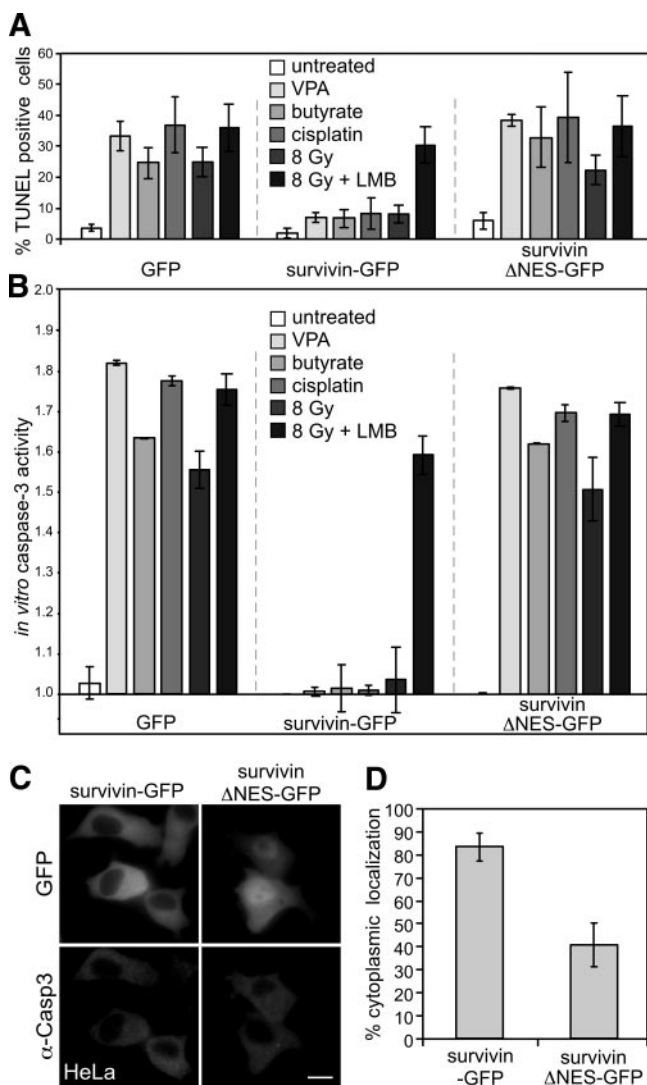 A
% TUNEL positive cells
60
50
40
30
20
10
0
untreated
VPA
butyrate
cisplatin
8 Gy
8 Gy + LMB
GFP
survivin-GFP
survivin
ΔNES-GFP
B
in vitro caspase-3 activity
2.0
1.9
1.8
1.7
1.6
1.5
1.4
1.3
1.2
1.1
1.0
untreated
VPA
butyrate
cisplatin
8 Gy
8 Gy + LMB
GFP
survivin-GFP
survivin
ΔNES-GFP
C
survivin-GFP
survivin
ΔNES-GFP
GFP
α-Casp3
HeLa
D
% cytoplasmic localization
100
90
80
70
60
50
40
30
20
10
0
survivin
-GFP
survivin
ΔNES-GFP